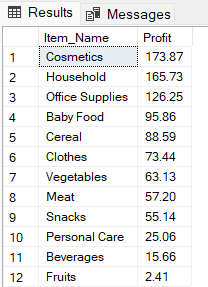 Results Messages
Item_Name Profit
1 Cosmetics 173.87
2 Household 165.73
3 Office Supplies 126.25
4 Baby Food 95.86
5 Cereal 88.59
6 Clothes 73.44
7 Vegetables 63.13
8 Meat 57.20
9 Snacks 55.14
10 Personal Care 25.06
11 Beverages 15.66
12 Fruits 2.41